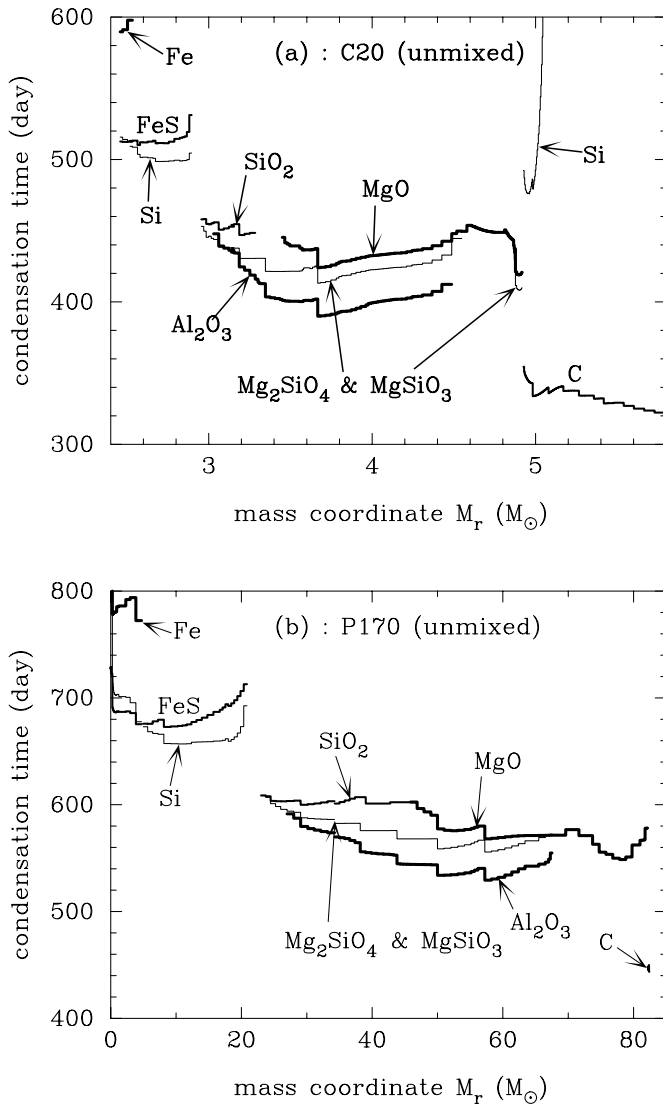 600
500
400
300
condensation time (day)
(a) : C20 (unmixed)
Fe
FeS
Si
SiO₂
MgO
Si
Al₂O₃
Mg₂SiO₄ & MgSiO₃
C
3 4 5
mass coordinate Mᵣ (M⊙)
800
700
600
500
400
condensation time (day)
(b) : P170 (unmixed)
Fe
FeS
Si
SiO₂
MgO
Mg₂SiO₄ & MgSiO₃
Al₂O₃
C
0 20 40 60 80
mass coordinate Mᵣ (M⊙)